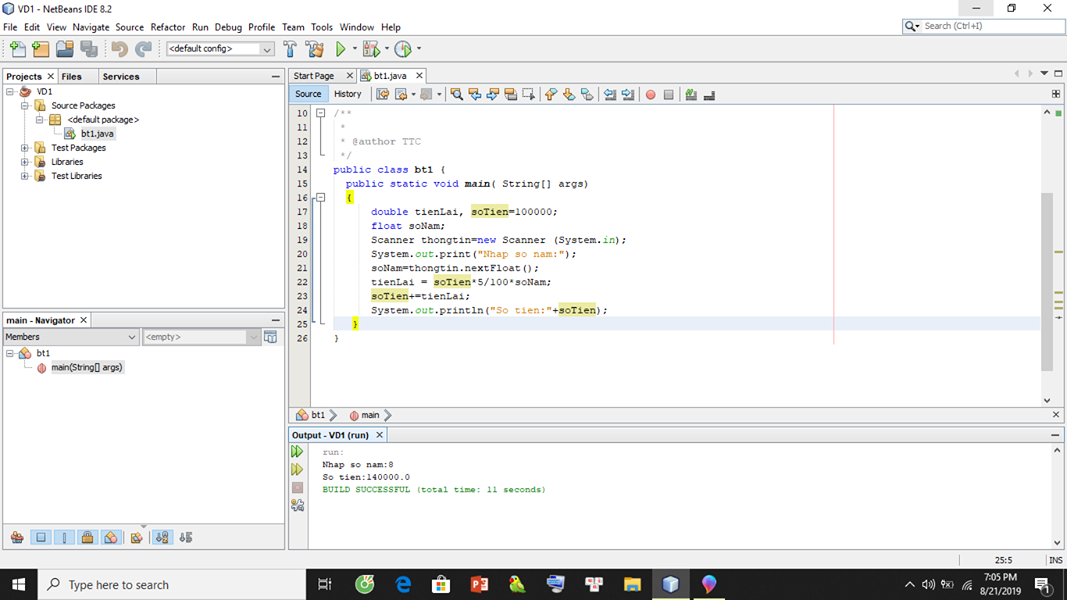 VD1 - NetBeans IDE 8.2
File Edit View Navigate Source Refactor Run Debug Profile Team Tools Window Help
Search (Ctrl+I)
<default config>
Projects Files Services
VD1
Source Packages
<default package>
bt1.java
Test Packages
Libraries
Test Libraries
main - Navigator
Members <empty>
bt1
main(String[] args)
Start Page bt1.java
Source History
10 /**
11 *
12 * @author TTC
13 */
14 public class bt1 {
15 public static void main( String[] args)
16 {
17 double tienLai, soTien=100000;
18 float soNam;
19 Scanner thongtin=new Scanner (System.in);
20 System.out.print("Nhap so nam:");
21 soNam=thongtin.nextFloat();
22 tienLai = soTien*5/100*soNam;
23 soTien+=tienLai;
24 System.out.println("So tien:"+soTien);
25 }
26 }
bt1 main
Output - VD1 (run)
run:
Nhap so nam:8
So tien:140000.0
BUILD SUCCESSFUL (total time: 11 seconds)
25:5 INS
Type here to search
7:05 PM
8/21/2019
1